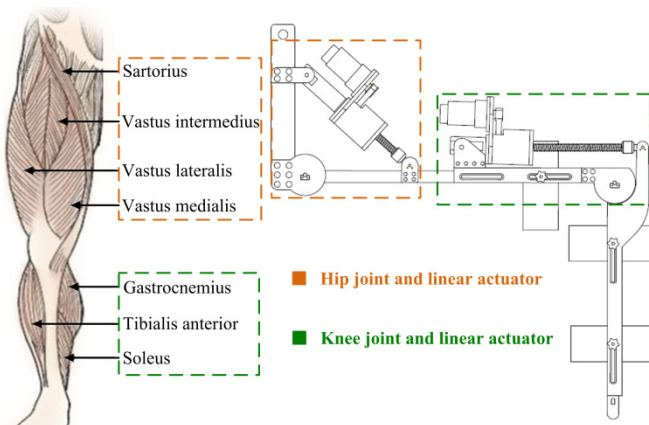 Sartorius
Vastus intermedius
Vastus lateralis
Vastus medialis
Gastrocnemius
Tibialis anterior
Soleus
Hip joint and linear actuator
Knee joint and linear actuator